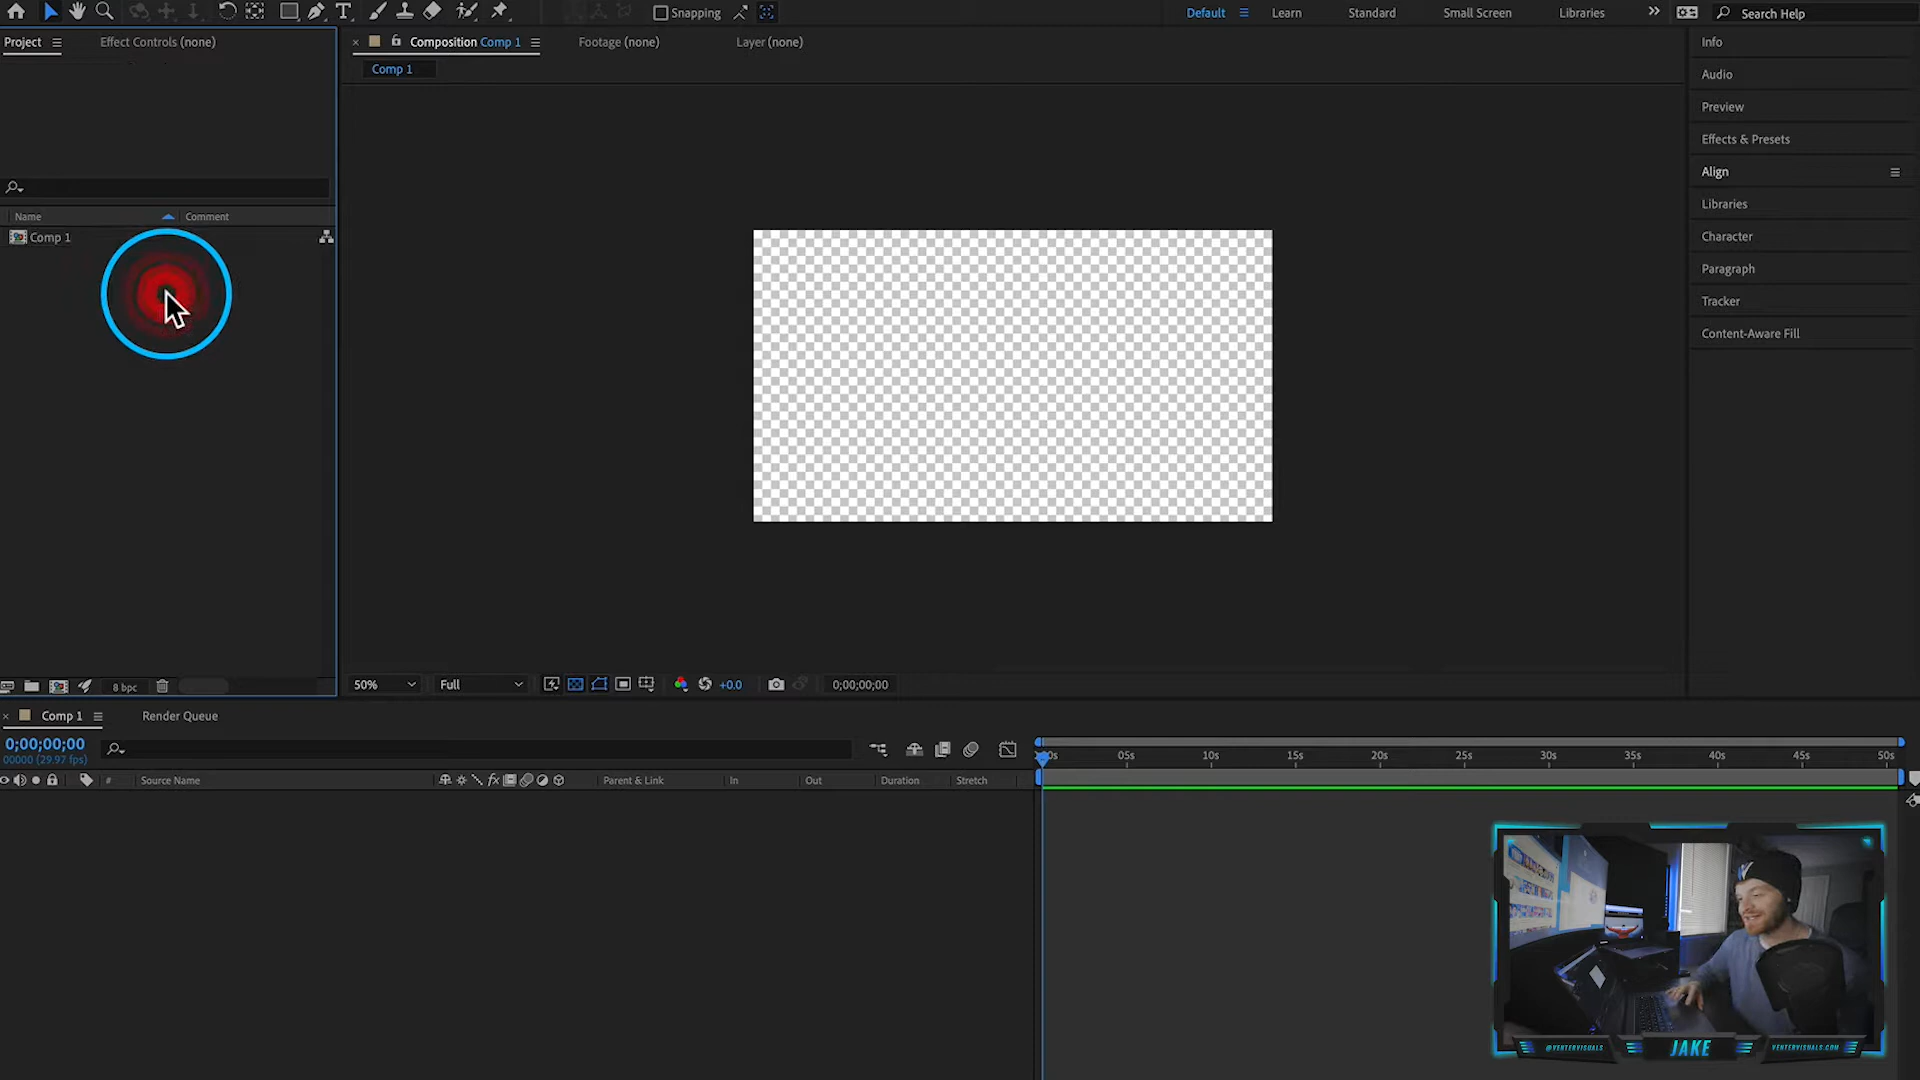 Snapping
Default
Learn
Standard
Small Screen
Libraries
Search Help
Project
Effect Controls (none)
Composition Comp 1
Footage (none)
Layer (none)
Comp 1
Info
Audio
Preview
Effects & Presets
Align
Libraries
Character
Paragraph
Tracker
Content-Aware Fill
Name
Comment
Comp 1
8 bpc
50%
Full
+0.0
0;00;00;00
Comp 1
Render Queue
0;00;00;00
00000 (29.97 fps)
# Source Name
Parent & Link
In
Out
Duration
Stretch
05s
10s
15s
20s
25s
30s
35s
40s
45s
50s
@VENTERVISUALS
JAKE
VENTERVISUALS.COM